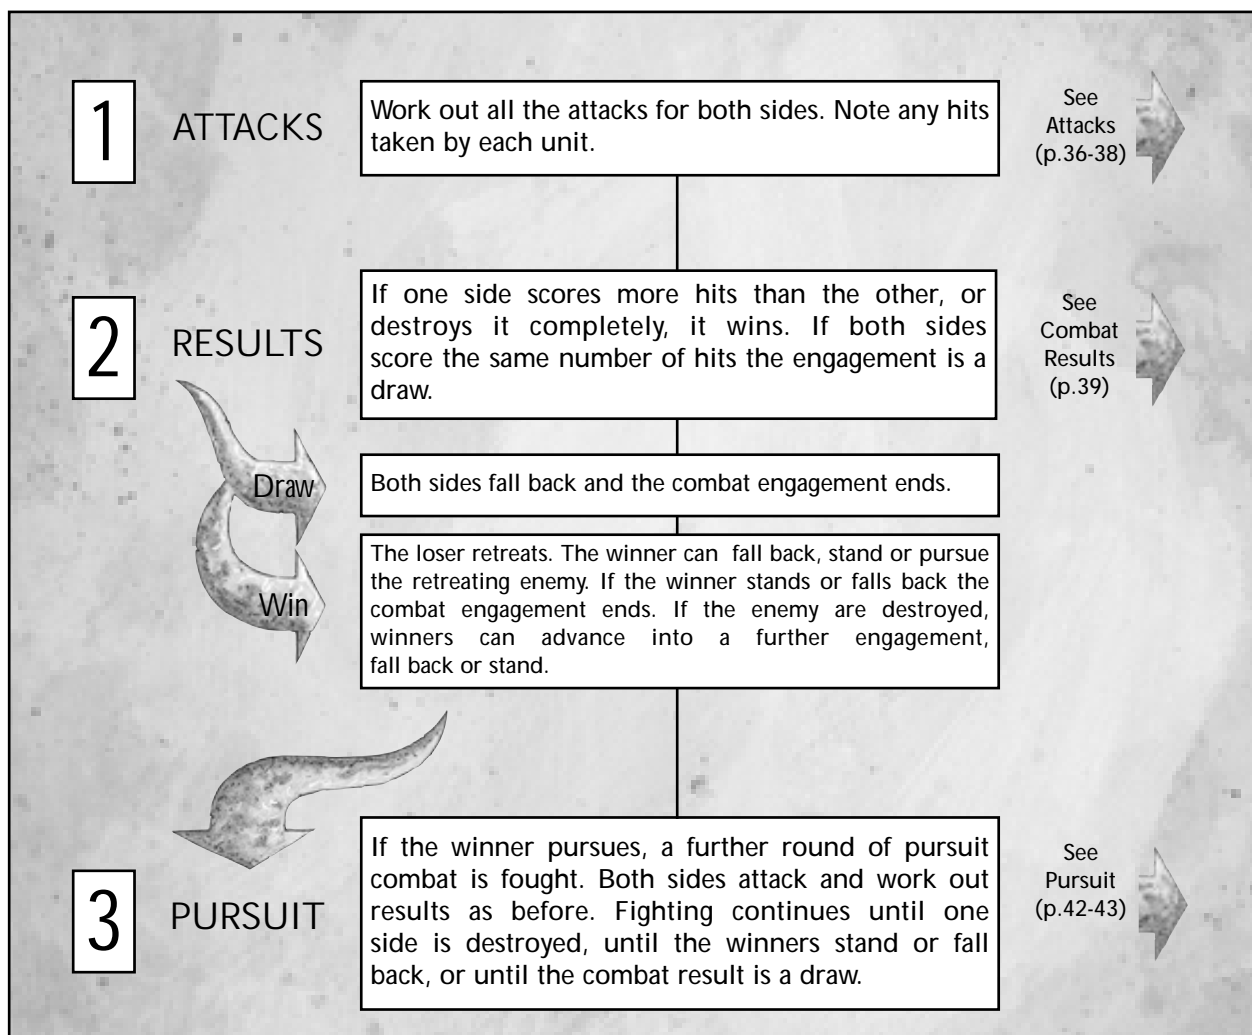 1
ATTACKS
Work out all the attacks for both sides. Note any hits
taken by each unit.
See
Attacks
(p.36-38)
2
RESULTS
If one side scores more hits than the other, or
destroys it completely, it wins. If both sides
score the same number of hits the engagement is a
draw.
See
Combat
Results
(p.39)
Draw
Both sides fall back and the combat engagement ends.
Win
The loser retreats. The winner can fall back, stand or pursue
the retreating enemy. If the winner stands or falls back the
combat engagement ends. If the enemy are destroyed,
winners can advance into a further engagement,
fall back or stand.
3
PURSUIT
If the winner pursues, a further round of pursuit
combat is fought. Both sides attack and work out
results as before. Fighting continues until one
side is destroyed, until the winners stand or fall
back, or until the combat result is a draw.
See
Pursuit
(p.42-43)